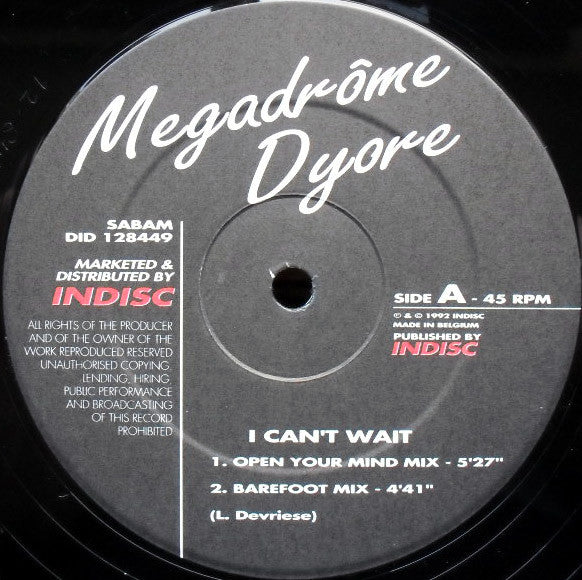 Megadrôme
Dyore
SABAM
DID 128449
MARKETED &
DISTRIBUTED BY
INDISC
ALL RIGHTS OF THE PRODUCER
AND OF THE OWNER OF THE
WORK REPRODUCED RESERVED
UNAUTHORISED COPYING,
LENDING, HIRING,
PUBLIC PERFORMANCE
AND BROADCASTING
OF THIS RECORD
PROHIBITED
SIDE A - 45 RPM
℗ & © 1992 INDISC
MADE IN BELGIUM
PUBLISHED BY
INDISC
I CAN'T WAIT
1. OPEN YOUR MIND MIX - 5'27"
2. BAREFOOT MIX - 4'41"
(L. Devriese)